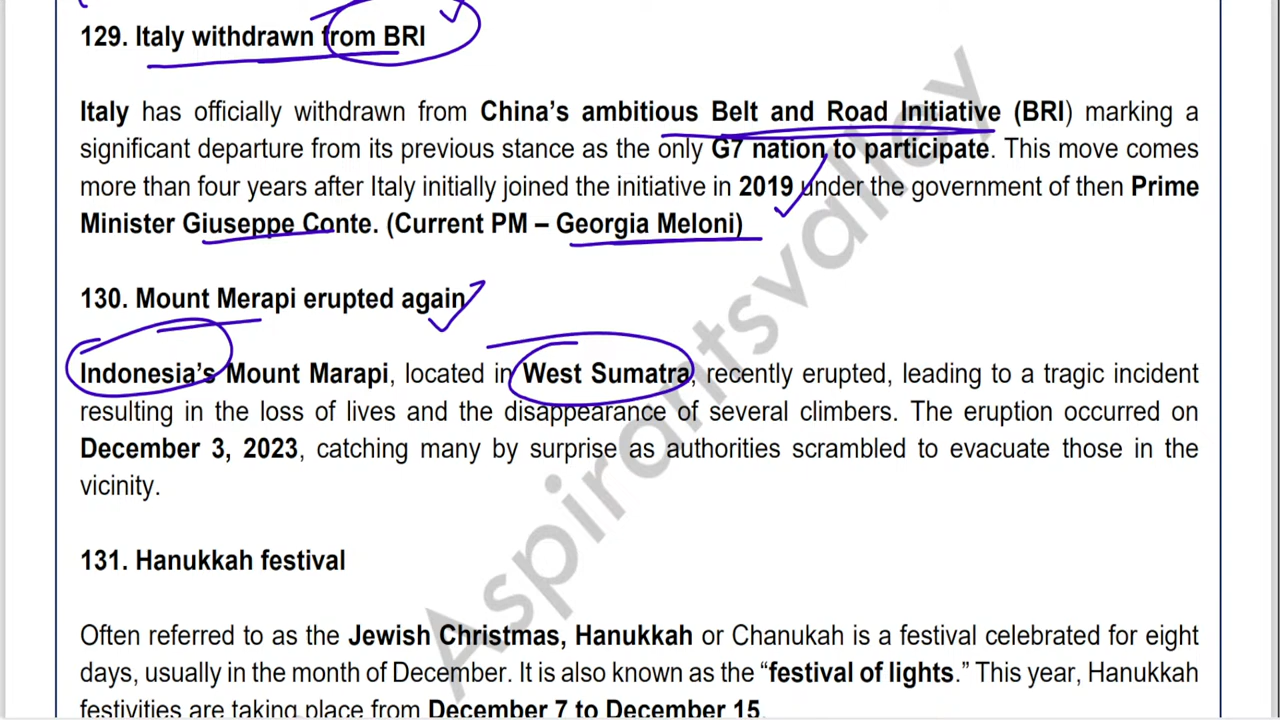 129. Italy withdrawn from BRI
Italy has officially withdrawn from China's ambitious Belt and Road Initiative (BRI) marking a
significant departure from its previous stance as the only G7 nation to participate. This move comes
more than four years after Italy initially joined the initiative in 2019 under the government of then Prime
Minister Giuseppe Conte. (Current PM – Georgia Meloni)
130. Mount Merapi erupted again
Indonesia's Mount Marapi, located in West Sumatra, recently erupted, leading to a tragic incident
resulting in the loss of lives and the disappearance of several climbers. The eruption occurred on
December 3, 2023, catching many by surprise as authorities scrambled to evacuate those in the
vicinity.
131. Hanukkah festival
Often referred to as the Jewish Christmas, Hanukkah or Chanukah is a festival celebrated for eight
days, usually in the month of December. It is also known as the “festival of lights.” This year, Hanukkah
festivities are taking place from December 7 to December 15.
Aspirantsvalley